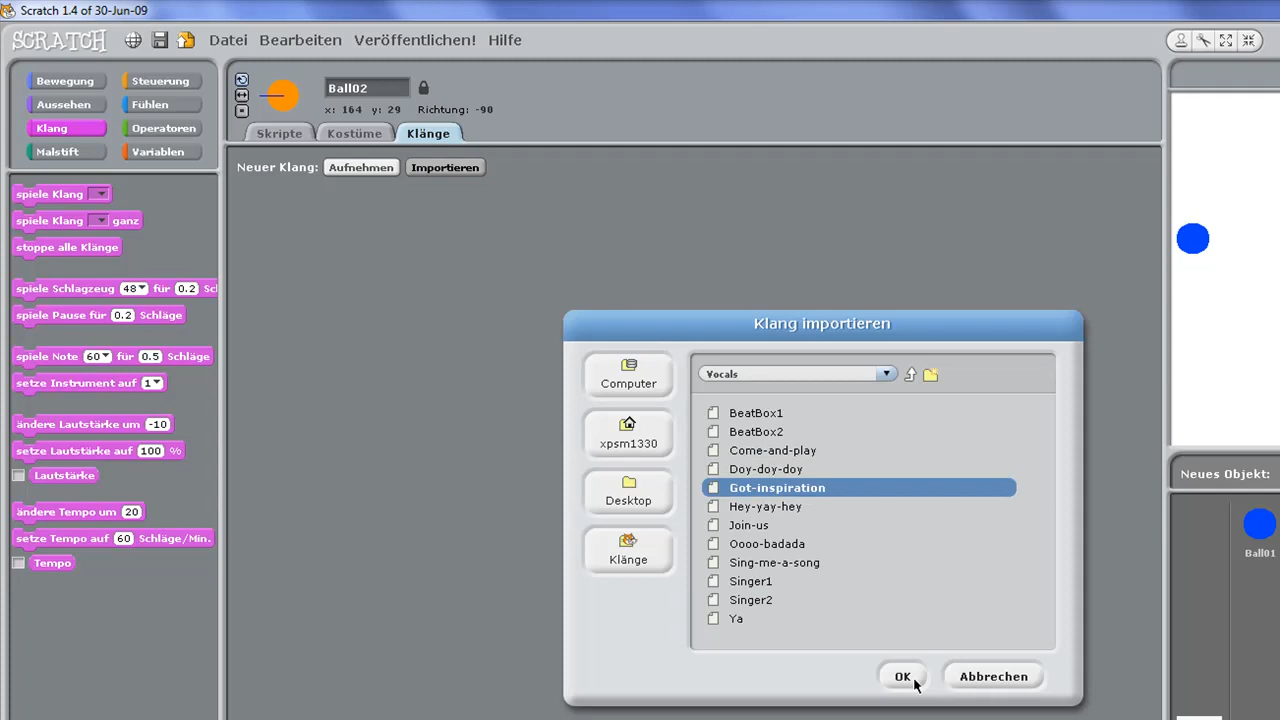 Scratch 1.4 of 30-Jun-09
SCRATCH Datei Bearbeiten Veröffentlichen! Hilfe
Bewegung Steuerung
Aussehen Fühlen
Klang Operatoren
Malstift Variablen
Ball02
x: 164 y: 29 Richtung: -90
Skripte Kostüme Klänge
Neuer Klang: Aufnehmen Importieren
spiele Klang
spiele Klang ganz
stoppe alle Klänge
spiele Schlagzeug 48 für 0.2 Scl
spiele Pause für 0.2 Schläge
spiele Note 60 für 0.5 Schläge
setze Instrument auf 1
ändere Lautstärke um -10
setze Lautstärke auf 100 %
Lautstärke
ändere Tempo um 20
setze Tempo auf 60 Schläge/Min.
Tempo
Klang importieren
Computer
xpsm1330
Desktop
Klänge
Vocals
BeatBox1
BeatBox2
Come-and-play
Doy-doy-doy
Got-inspiration
Hey-yay-hey
Join-us
Oooo-badada
Sing-me-a-song
Singer1
Singer2
Ya
OK Abbrechen
Neues Objekt:
Ball01